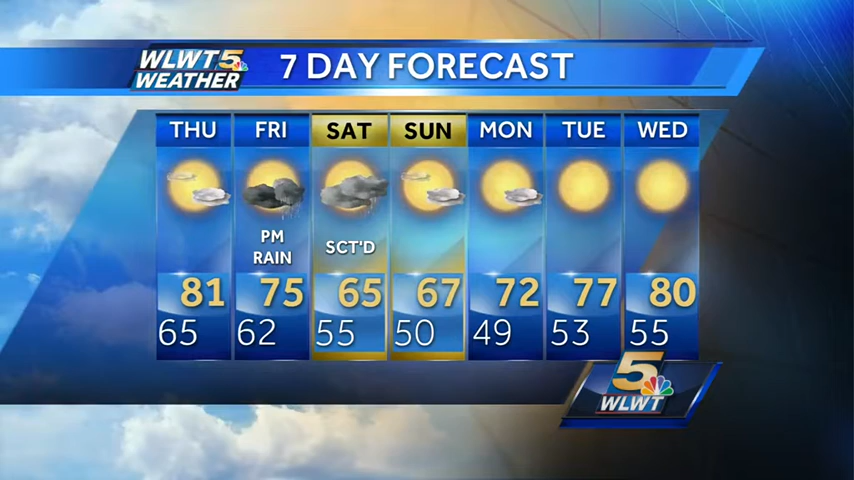 WLWT 5
WEATHER
7 DAY FORECAST
THU FRI SAT SUN MON TUE WED
PM
RAIN
SCT'D
81 75 65 67 72 77 80
65 62 55 50 49 53 55
5
WLWT